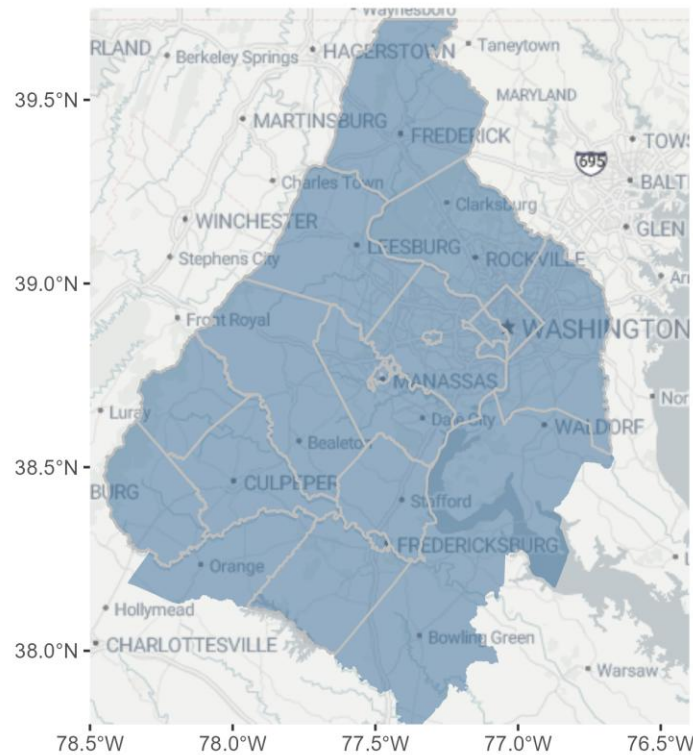 Waynesboro
RLAND
Berkeley Springs
HAGERSTOWN
Taneytown
39.5°N
MARYLAND
MARTINSBURG
FREDERICK
TOWS
695
Charles Town
BALT
Clarksburg
WINCHESTER
GLEN
LEESBURG
Stephens City
ROCKVILLE
39.0°N
Front Royal
WASHINGTON
MANASSAS
Nor
Luray
Dale City
WALDORF
Bealeton
38.5°N
BURG
CULPEPER
Stafford
FREDERICKSBURG
Orange
Hollymead
Bowling Green
38.0°N
CHARLOTTESVILLE
Warsaw
78.5°W 78.0°W 77.5°W 77.0°W 76.5°W